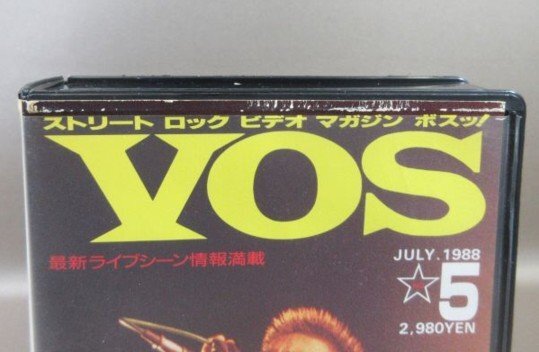 ストリート ロック ビデオ マガジン ボスッ!
VOS
最新ライブシーン情報満載
JULY.1988
5
2,980YEN